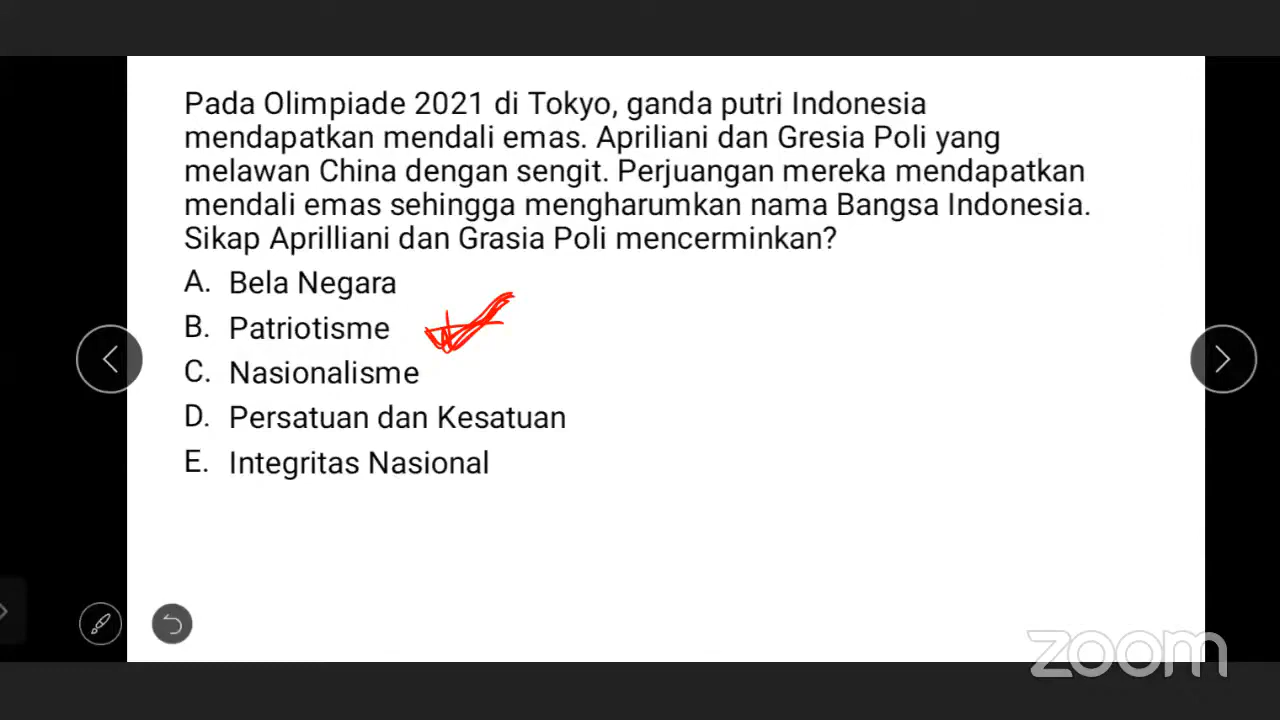 Pada Olimpiade 2021 di Tokyo, ganda putri Indonesia
mendapatkan mendali emas. Apriliani dan Gresia Poli yang
melawan China dengan sengit. Perjuangan mereka mendapatkan
mendali emas sehingga mengharumkan nama Bangsa Indonesia.
Sikap Aprilliani dan Grasia Poli mencerminkan?
A. Bela Negara
B. Patriotisme
C. Nasionalisme
D. Persatuan dan Kesatuan
E. Integritas Nasional
zoom